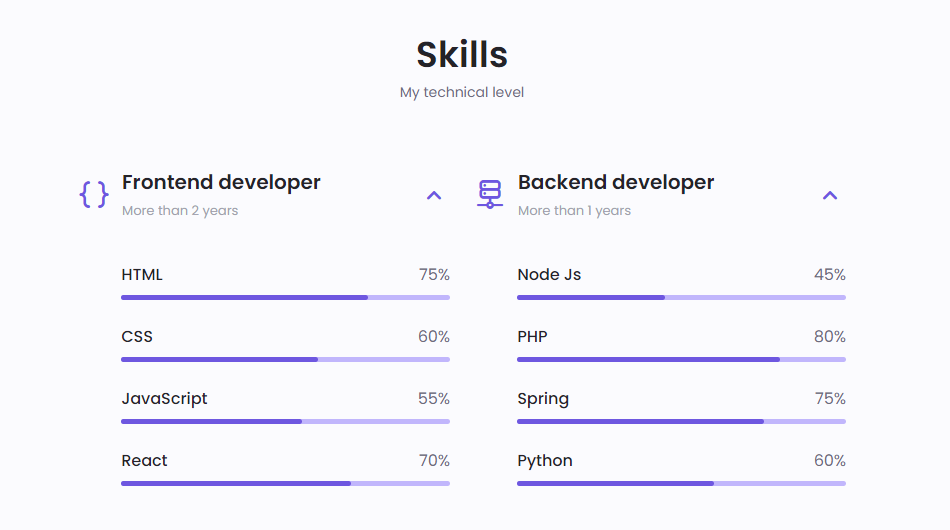 Skills
My technical level
Frontend developer
More than 2 years
HTML 75%
CSS 60%
JavaScript 55%
React 70%
Backend developer
More than 1 years
Node Js 45%
PHP 80%
Spring 75%
Python 60%